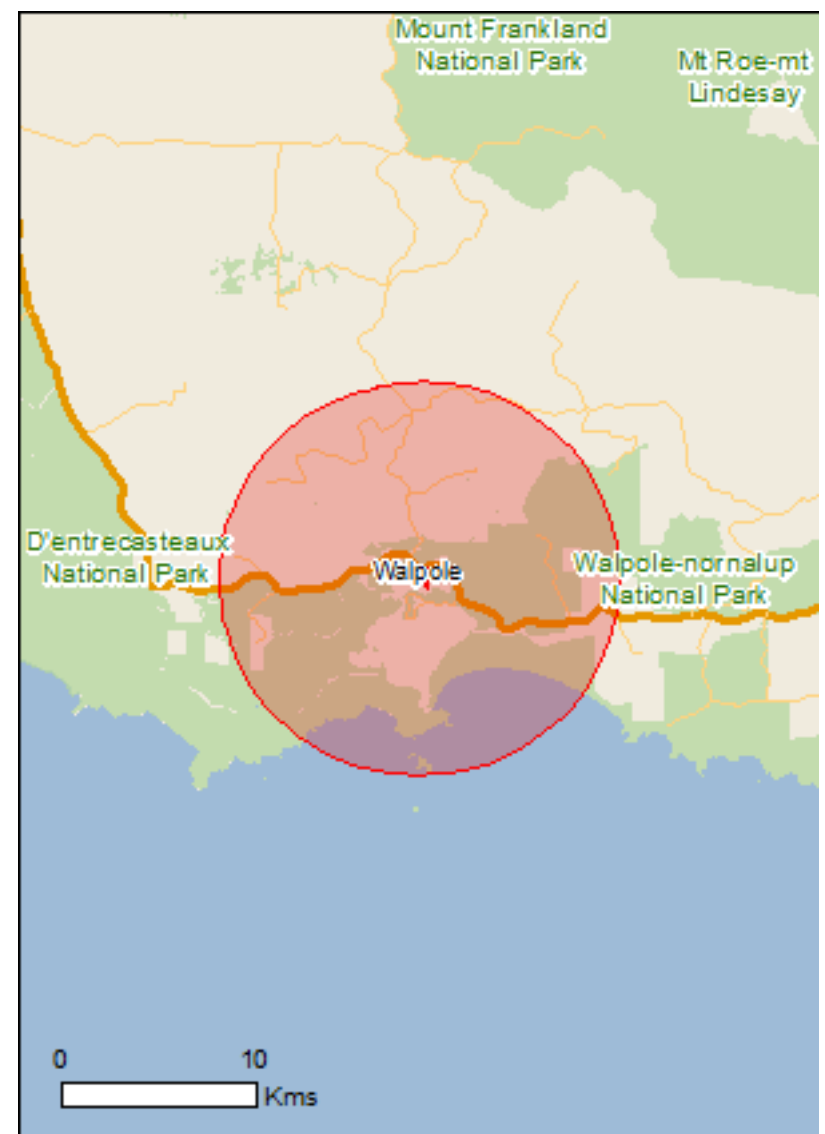 Mount Frankland
National Park
Mt Roe-mt
Lindesay
D'entrecasteaux
National Park
Walpole
Walpole-nornalup
National Park
0 10
Kms